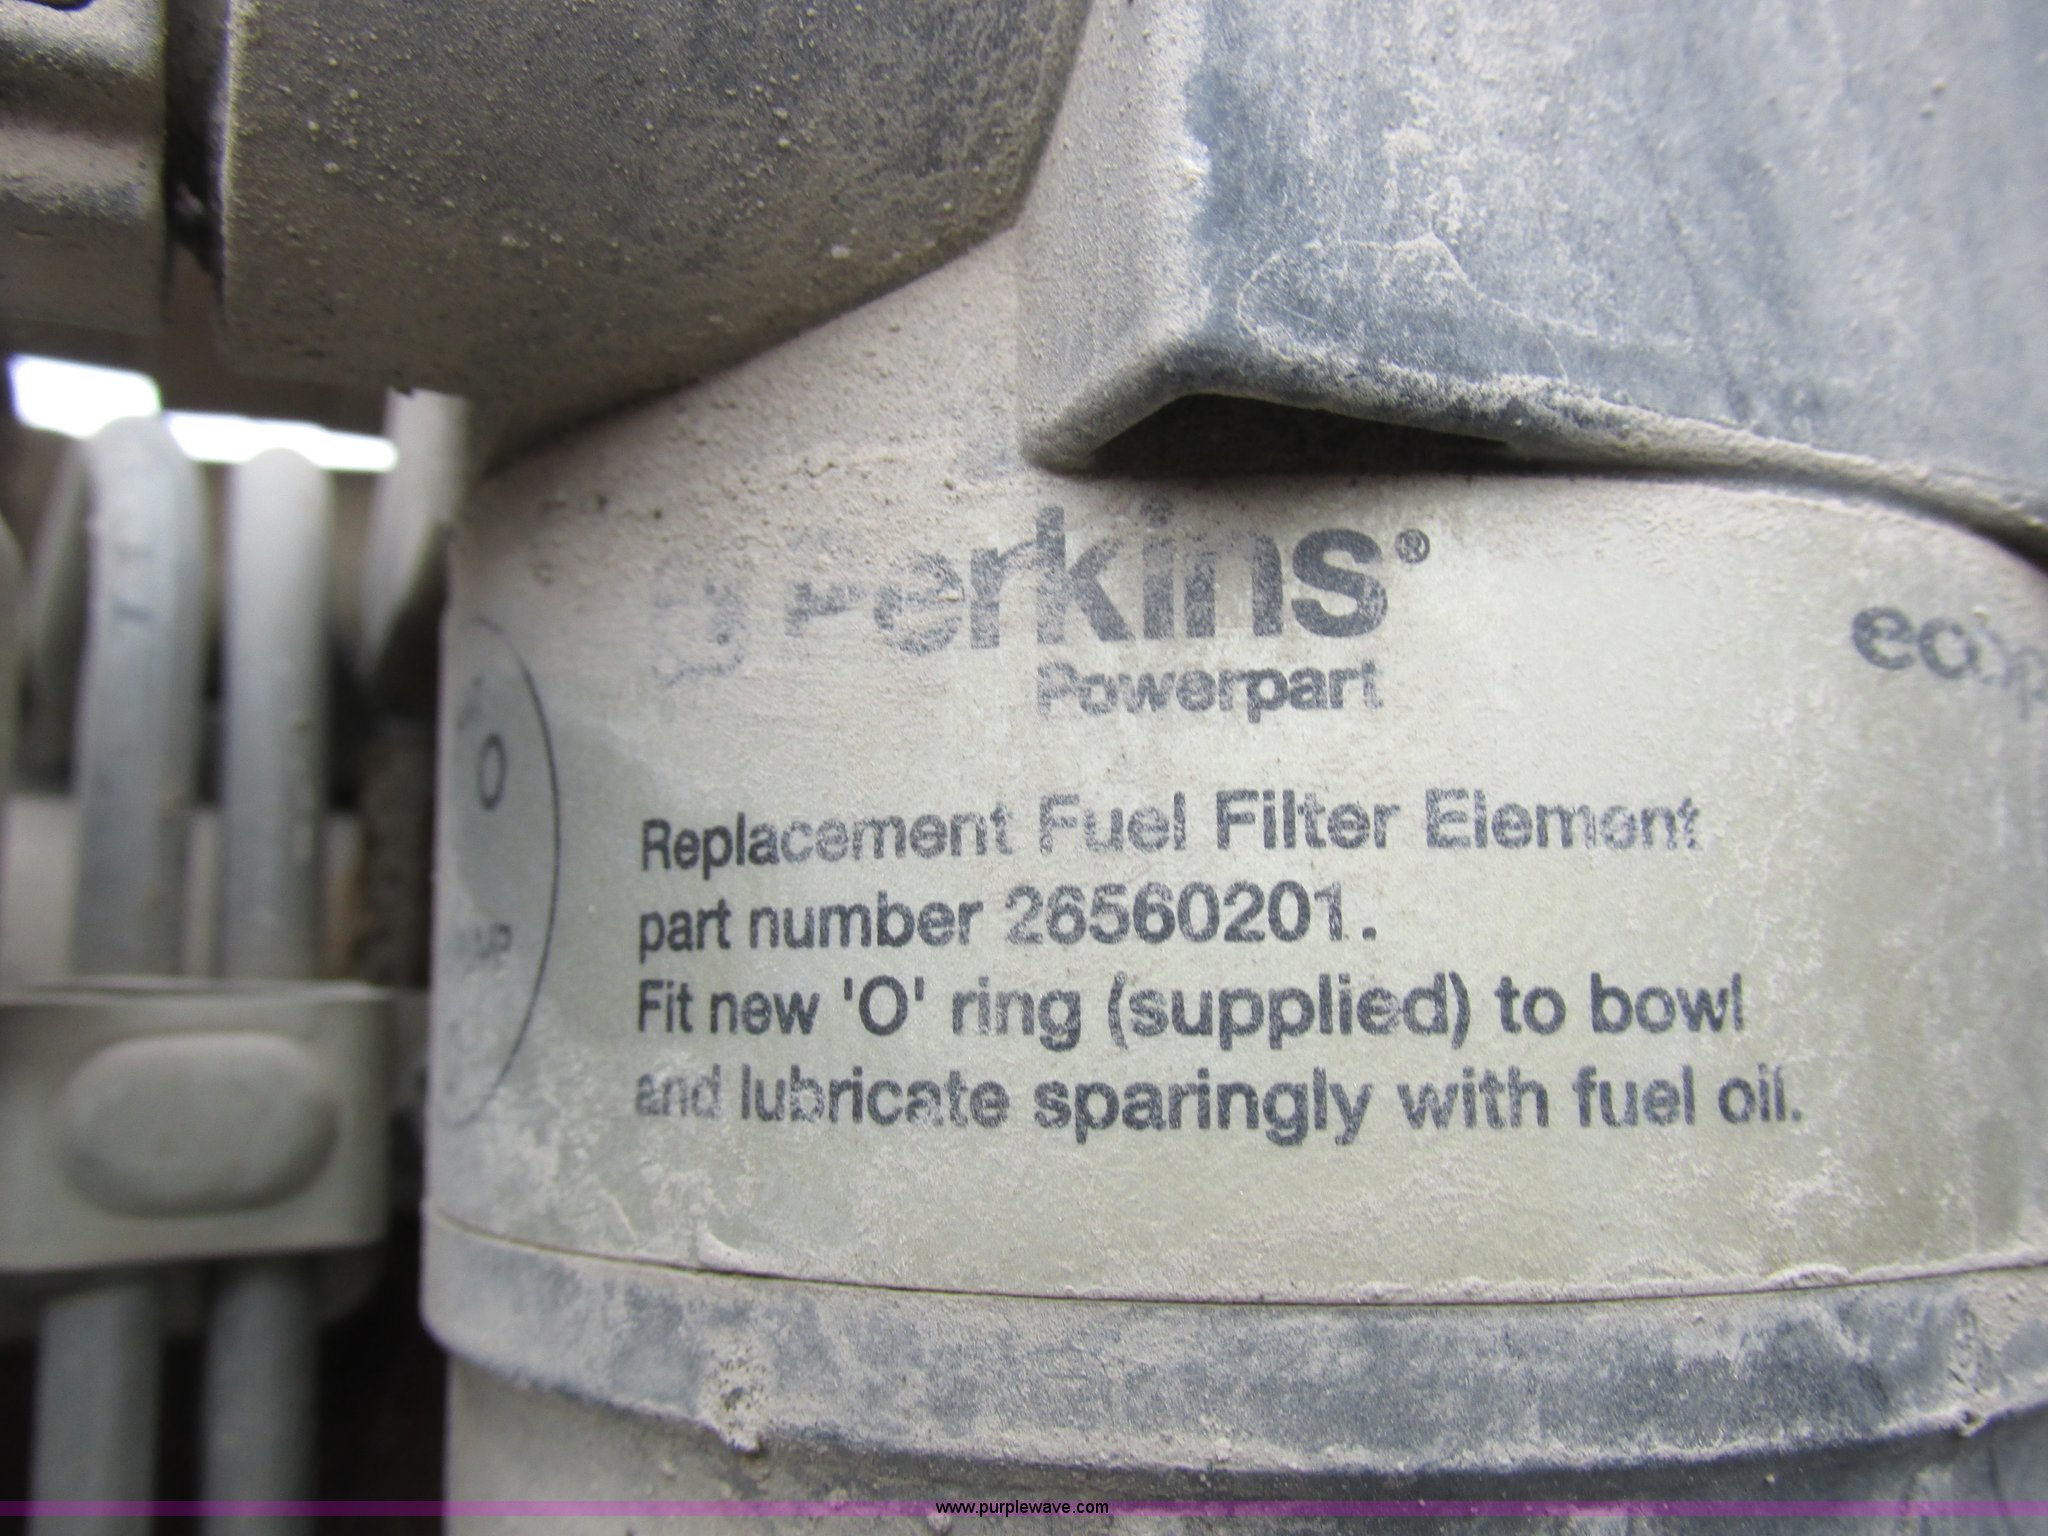 Perkins®
Powerpart
Replacement Fuel Filter Element
part number 26560201.
Fit new 'O' ring (supplied) to bowl
and lubricate sparingly with fuel oil.
O
www.purplewave.com